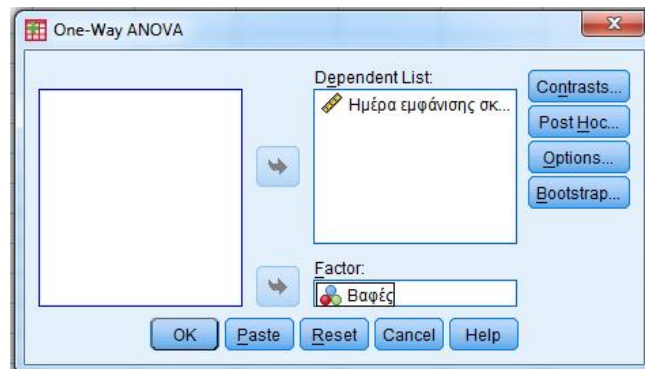 One-Way ANOVA
Dependent List:
Ημέρα εμφάνισης σκ...
Contrasts...
Post Hoc...
Options...
Bootstrap...
Factor:
Βαφές
OK Paste Reset Cancel Help